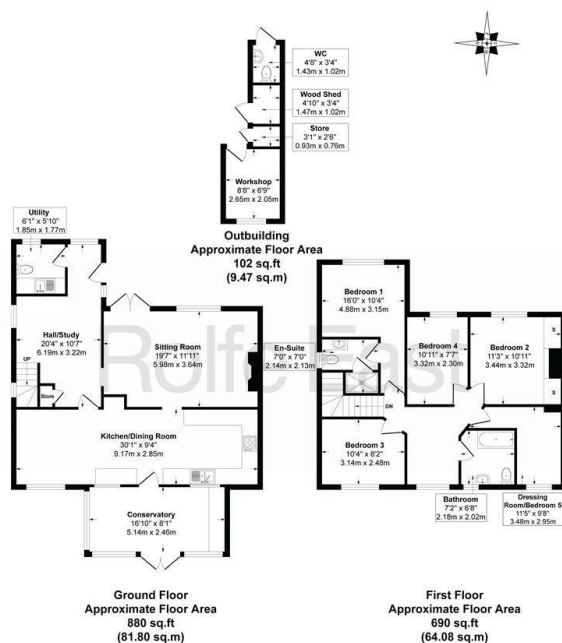 WC
4'8" x 3'4"
1.43m x 1.02m
Wood Shed
4'10" x 3'4"
1.47m x 1.02m
Store
3'1" x 2'6"
0.93m x 0.76m
Workshop
8'8" x 6'9"
2.65m x 2.05m
Outbuilding
Approximate Floor Area
102 sq.ft
(9.47 sq.m)
Utility
6'1" x 5'10"
1.85m x 1.77m
Hall/Study
20'4" x 10'7"
6.19m x 3.22m
UP
Store
Sitting Room
19'7" x 11'11"
5.98m x 3.64m
Kitchen/Dining Room
30'1" x 9'4"
9.17m x 2.85m
Conservatory
16'10" x 8'1"
5.14m x 2.46m
Ground Floor
Approximate Floor Area
880 sq.ft
(81.80 sq.m)
Bedroom 1
16'0" x 10'4"
4.88m x 3.15m
En-Suite
7'0" x 7'0"
2.14m x 2.13m
Bedroom 4
10'11" x 7'7"
3.32m x 2.30m
Bedroom 2
11'3" x 10'11"
3.44m x 3.32m
S
S
DN
Bedroom 3
10'4" x 8'2"
3.14m x 2.48m
Bathroom
7'2" x 6'8"
2.18m x 2.02m
Dressing
Room/Bedroom 5
11'5" x 9'8"
3.48m x 2.95m
First Floor
Approximate Floor Area
690 sq.ft
(64.08 sq.m)
Rolfe East